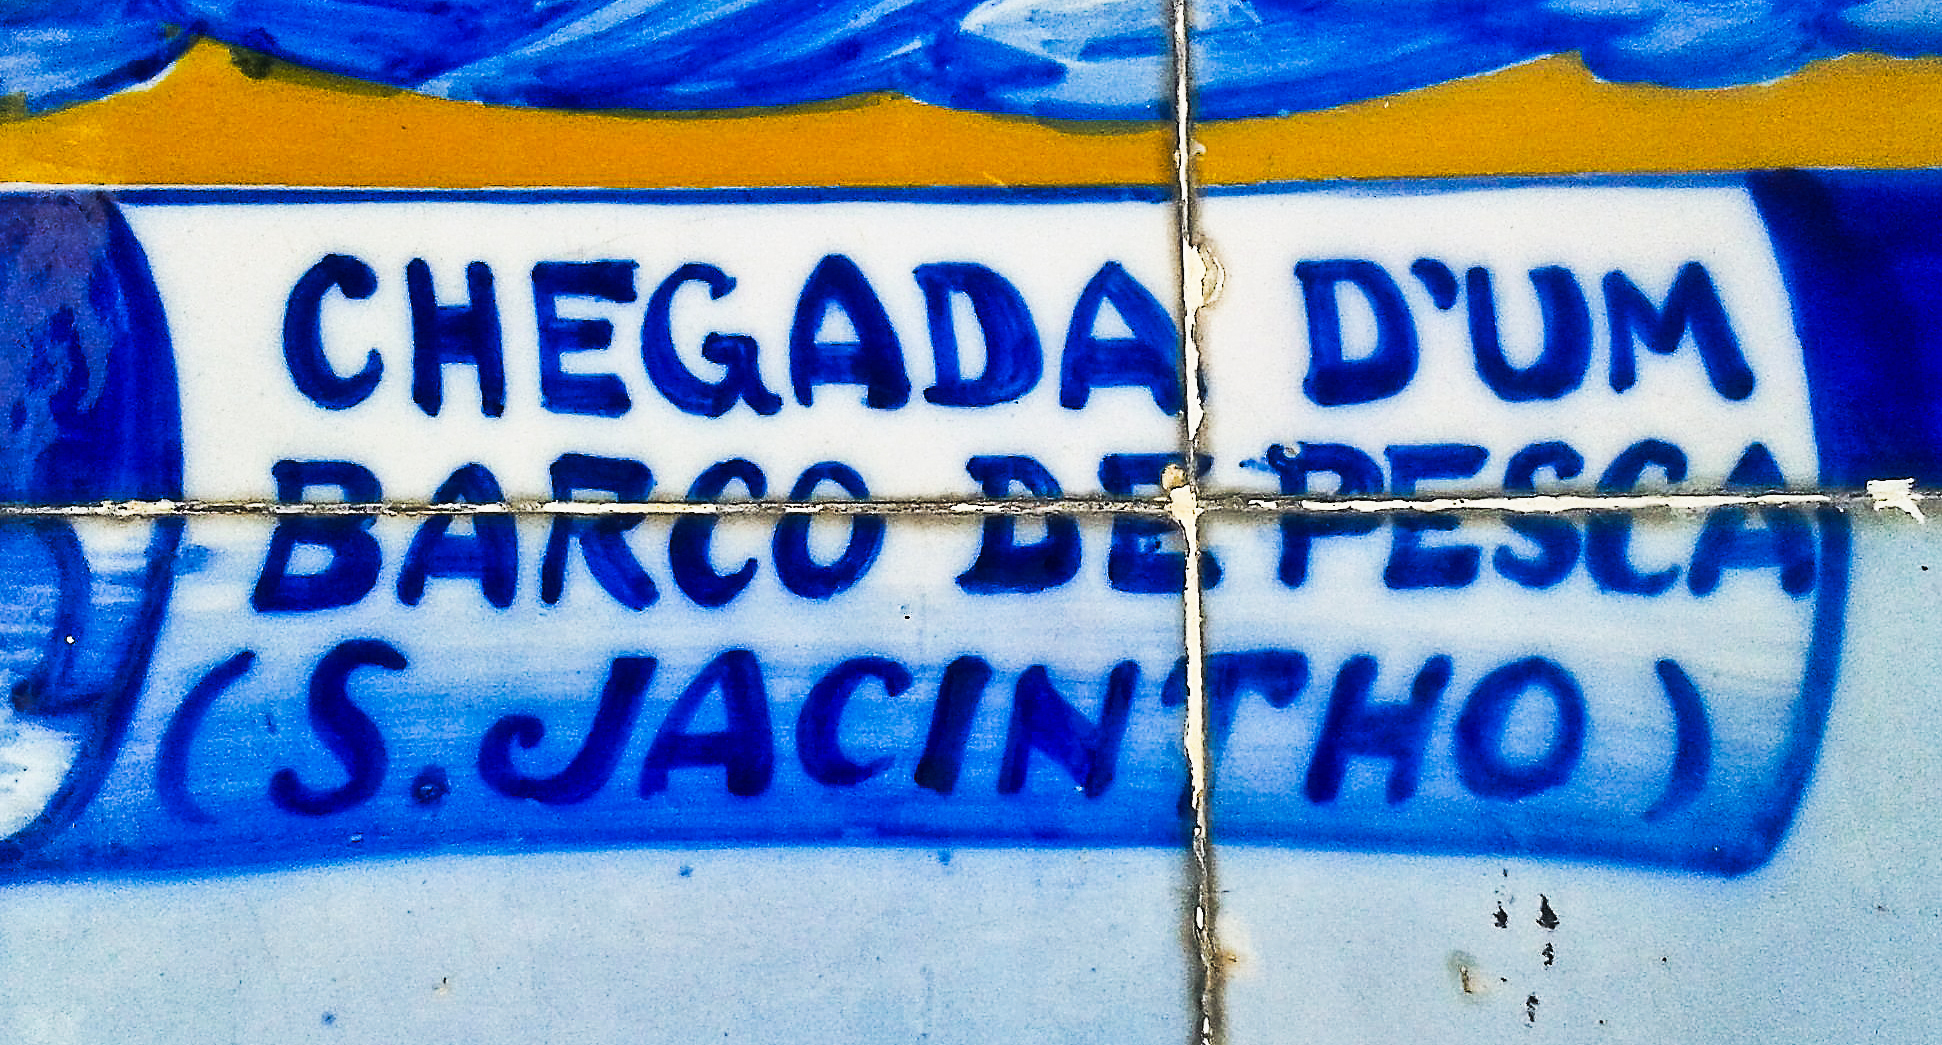 CHEGADA D'UM
BARCO DE PESCA
(S. JACINTHO)